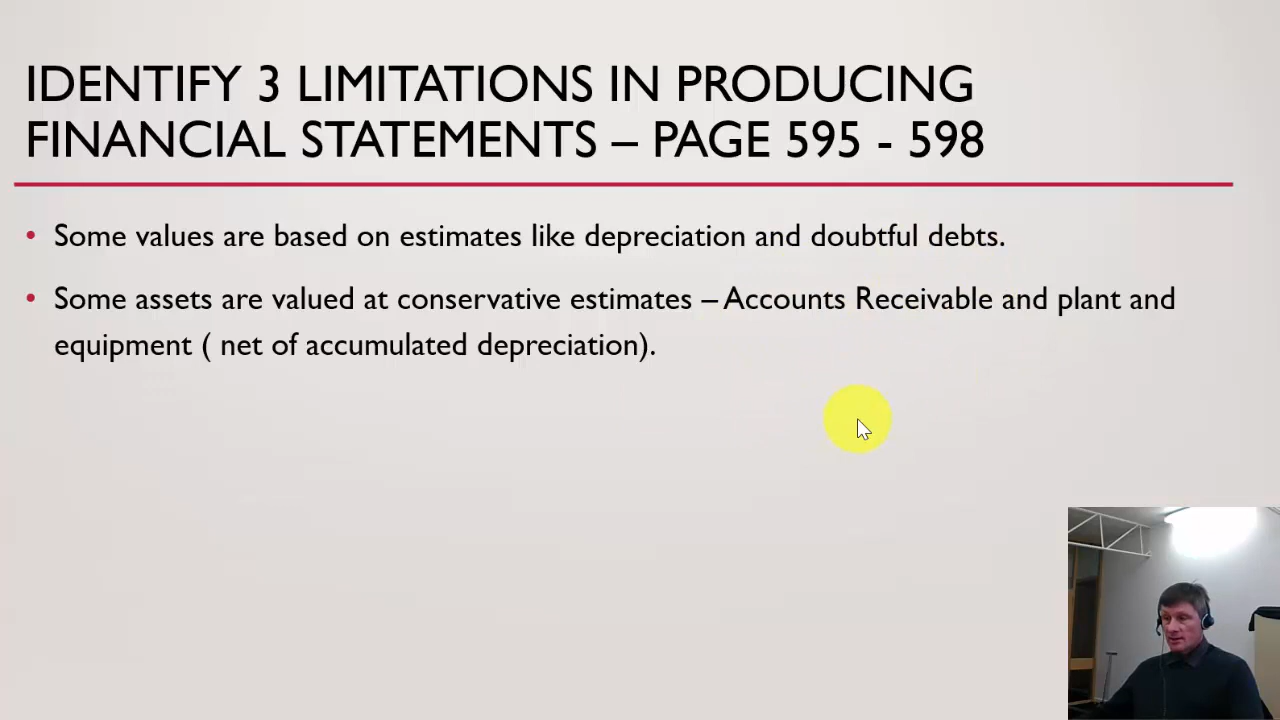 IDENTIFY 3 LIMITATIONS IN PRODUCING
FINANCIAL STATEMENTS – PAGE 595 - 598
• Some values are based on estimates like depreciation and doubtful debts.
• Some assets are valued at conservative estimates – Accounts Receivable and plant and
equipment ( net of accumulated depreciation).